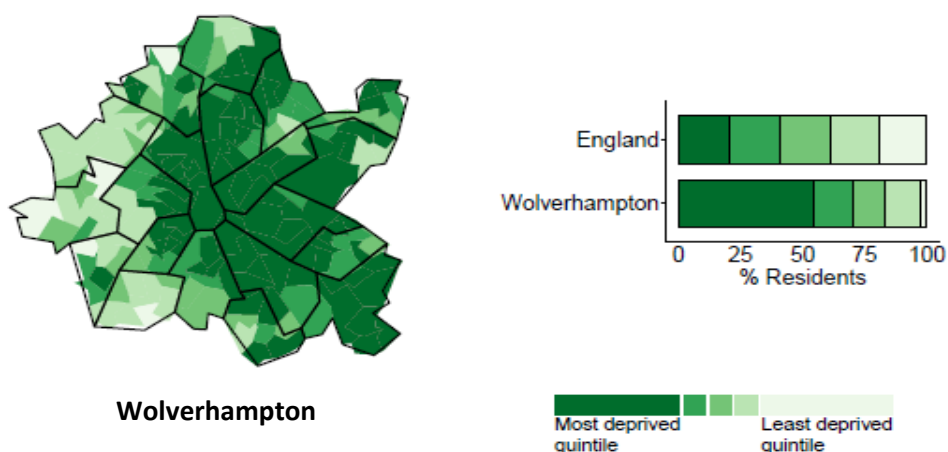 England
Wolverhampton
0 25 50 75 100
% Residents
Wolverhampton
Most deprived
quintile
Least deprived
quintile